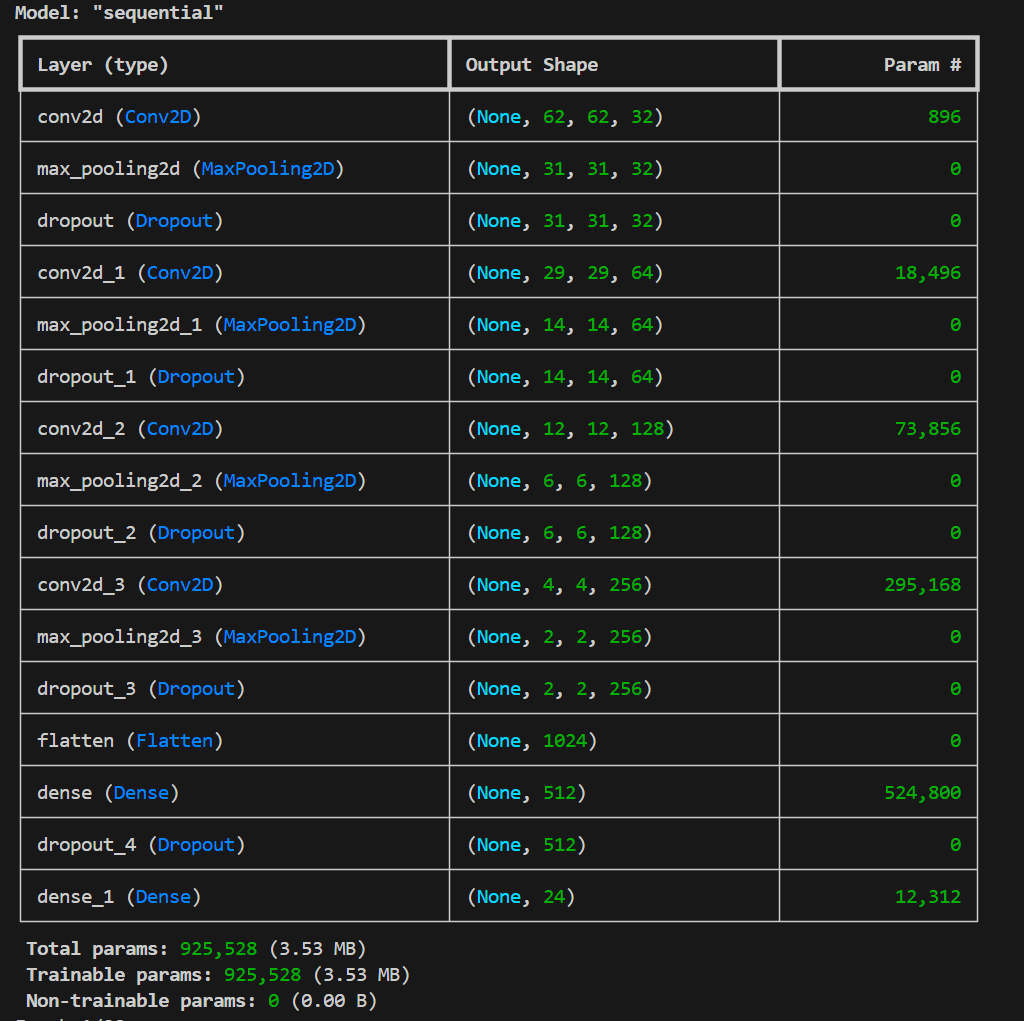 Model: "sequential"
Layer (type) Output Shape Param #
conv2d (Conv2D) (None, 62, 62, 32) 896
max_pooling2d (MaxPooling2D) (None, 31, 31, 32) 0
dropout (Dropout) (None, 31, 31, 32) 0
conv2d_1 (Conv2D) (None, 29, 29, 64) 18,496
max_pooling2d_1 (MaxPooling2D) (None, 14, 14, 64) 0
dropout_1 (Dropout) (None, 14, 14, 64) 0
conv2d_2 (Conv2D) (None, 12, 12, 128) 73,856
max_pooling2d_2 (MaxPooling2D) (None, 6, 6, 128) 0
dropout_2 (Dropout) (None, 6, 6, 128) 0
conv2d_3 (Conv2D) (None, 4, 4, 256) 295,168
max_pooling2d_3 (MaxPooling2D) (None, 2, 2, 256) 0
dropout_3 (Dropout) (None, 2, 2, 256) 0
flatten (Flatten) (None, 1024) 0
dense (Dense) (None, 512) 524,800
dropout_4 (Dropout) (None, 512) 0
dense_1 (Dense) (None, 24) 12,312
Total params: 925,528 (3.53 MB)
Trainable params: 925,528 (3.53 MB)
Non-trainable params: 0 (0.00 B)